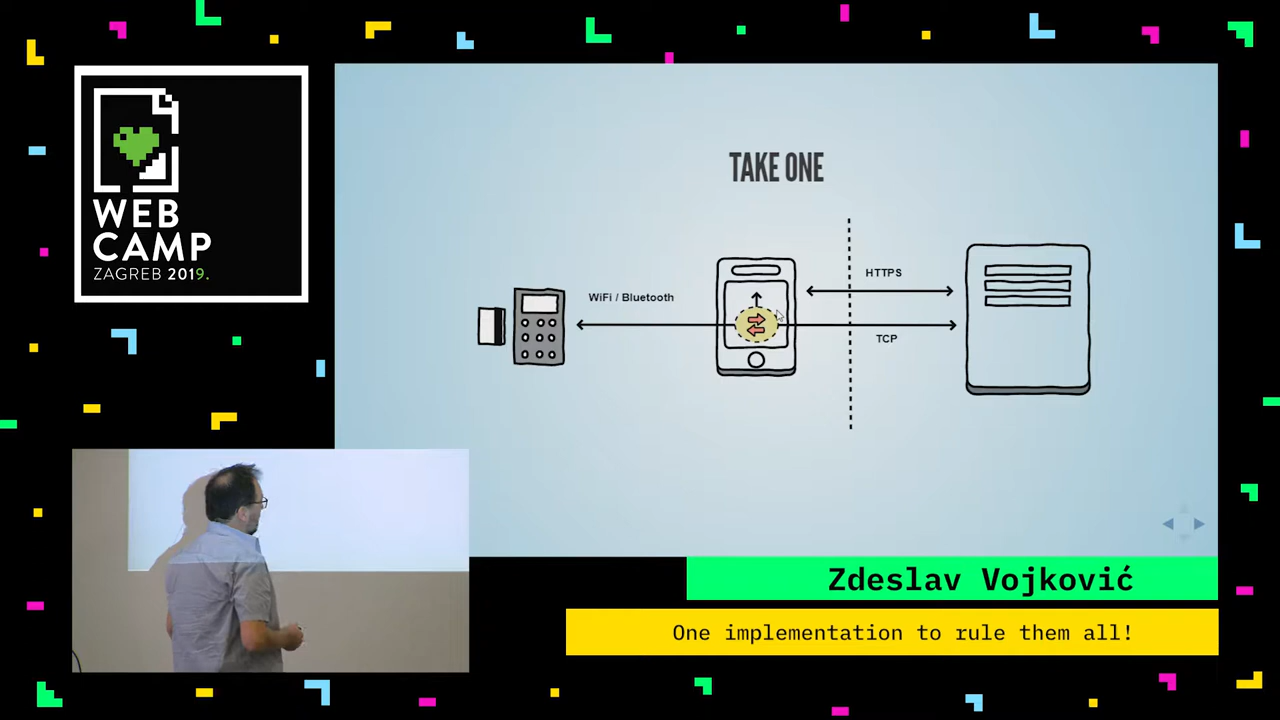 WEB
CAMP
ZAGREB 2019.
TAKE ONE
WiFi / Bluetooth
HTTPS
TCP
Zdeslav Vojković
One implementation to rule them all!